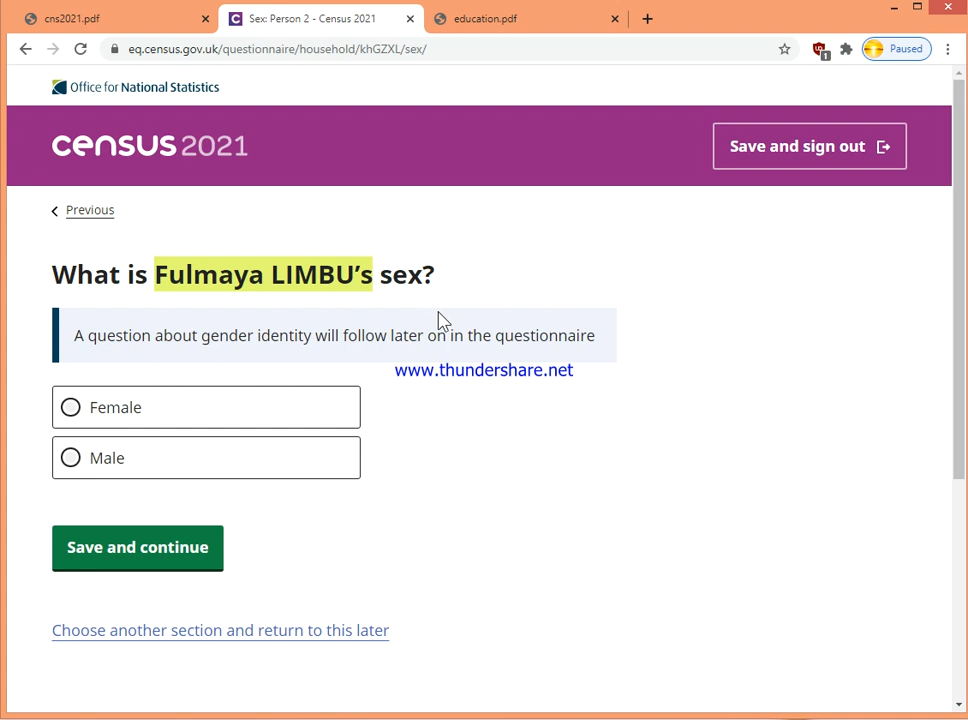 cns2021.pdf
Sex: Person 2 - Census 2021
education.pdf
eq.census.gov.uk/questionnaire/household/khGZXL/sex/
1
Paused
Office for National Statistics
census 2021
Save and sign out
Previous
What is Fulmaya LIMBU’s sex?
A question about gender identity will follow later on in the questionnaire
www.thundershare.net
Female
Male
Save and continue
Choose another section and return to this later